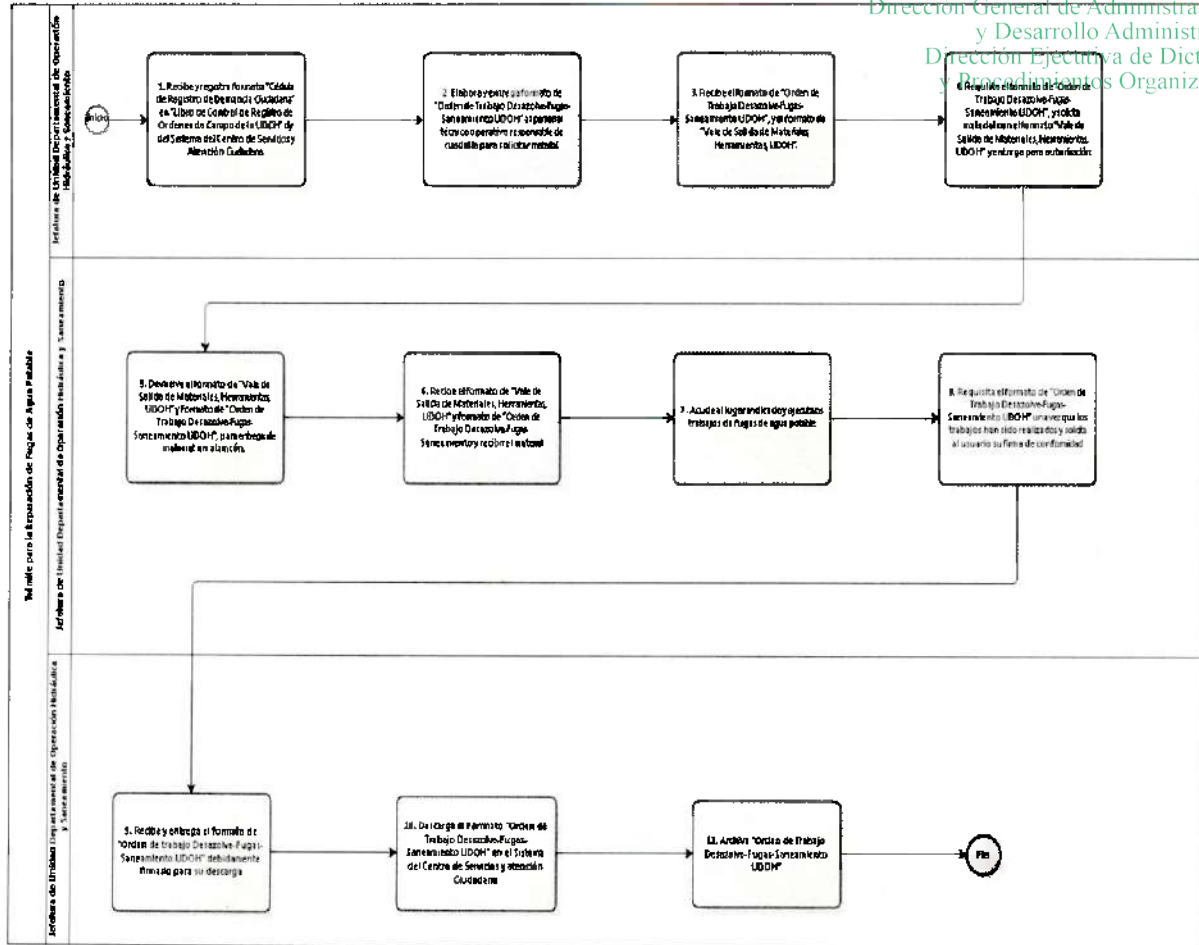 Dirección General de Administra
y Desarrollo Administ
Dirección Ejecutiva de Dict
y Procedimientos Organiz
Trámite para la Reparación de Fugas de Agua Potable
Jefatura de Unidad Departamental de Operación
Hidráulica y Saneamiento
Inicio
1. Recibe y registra formato "Cédula
de Registro de Demanda Ciudadana"
en "Libro de Control de Registro de
Ordenes de Campo de la UDOH" dy
del Sistema del Centro de Servicios y
Atención Ciudadana
2. Elabora y entrega formato de
"Orden de Trabajo Desazolve-Fugas-
Saneamiento UDOH" al personal
técnico operativo responsable de
cuadrilla para solicitar material.
3. Recibe el formato de "Orden de
Trabajo Desazolve-Fugas-
Saneamiento UDOH", y el formato de
"Vale de Salida de Materiales,
Herramientas, UDOH".
4. Requisita el formato de "Orden de
Trabajo Desazolve-Fugas-
Saneamiento UDOH", y solicita
material con el formato "Vale de
Salida de Materiales, Herramientas,
UDOH" y entrega para autorización.
Jefatura de Unidad Departamental de Operación Hidráulica y Saneamiento
5. Devuelve el formato de "Vale de
Salida de Materiales, Herramientas,
UDOH" y Formato de "Orden de
Trabajo Desazolve-Fugas-
Saneamiento UDOH", para entrega de
material en almacén.
6. Recibe el formato de "Vale de
Salida de Materiales, Herramientas,
UDOH" y formato de "Orden de
Trabajo Desazolve-Fugas-
Saneamiento y recibir el material
7. Acude al lugar indicado y ejecuta los
trabajos de fugas de agua potable.
8. Requisita el formato de "Orden de
Trabajo Desazolve-Fugas-
Saneamiento UDOH" una vez que los
trabajos han sido realizados y solicita
al usuario su firma de conformidad
Jefatura de Unidad Departamental de Operación Hidráulica
y Saneamiento
9. Recibe y entrega el formato de
"Orden de trabajo Desazolve-Fugas-
Saneamiento UDOH" debidamente
firmado para su descarga
10. Descarga el Formato "Orden de
Trabajo Desazolve-Fugas-
Saneamiento UDOH" en el Sistema
del Centro de Servicios y atención
Ciudadana
11. Archiva "Orden de Trabajo
Desazolve-Fugas-Saneamiento
UDOH"
Fin